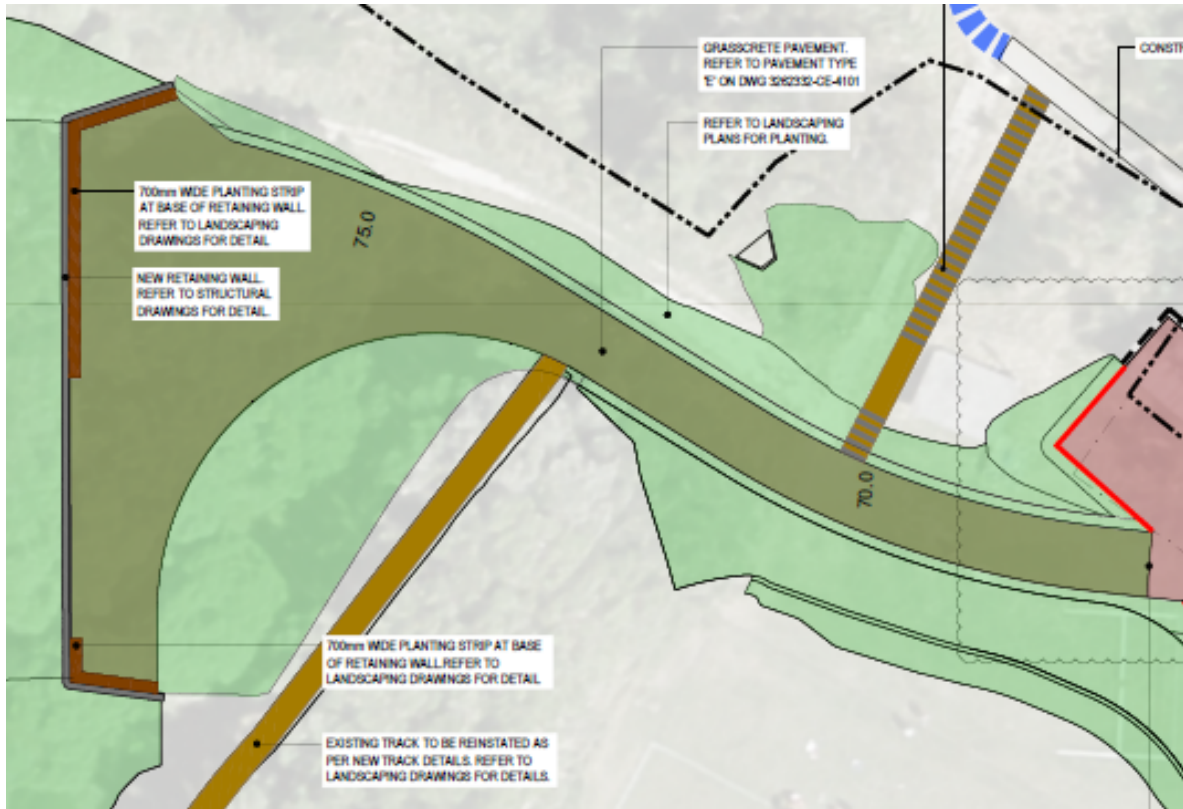 GRASSCRETE PAVEMENT.
REFER TO PAVEMENT TYPE
'E' ON DWG 3262332-CE-4101
CONSTR
REFER TO LANDSCAPING
PLANS FOR PLANTING.
700mm WIDE PLANTING STRIP
AT BASE OF RETAINING WALL.
REFER TO LANDSCAPING
DRAWINGS FOR DETAIL
75.0
NEW RETAINING WALL.
REFER TO STRUCTURAL
DRAWINGS FOR DETAIL.
70.0
700mm WIDE PLANTING STRIP AT BASE
OF RETAINING WALL.REFER TO
LANDSCAPING DRAWINGS FOR DETAIL
EXISTING TRACK TO BE REINSTATED AS
PER NEW TRACK DETAILS. REFER TO
LANDSCAPING DRAWINGS FOR DETAILS.